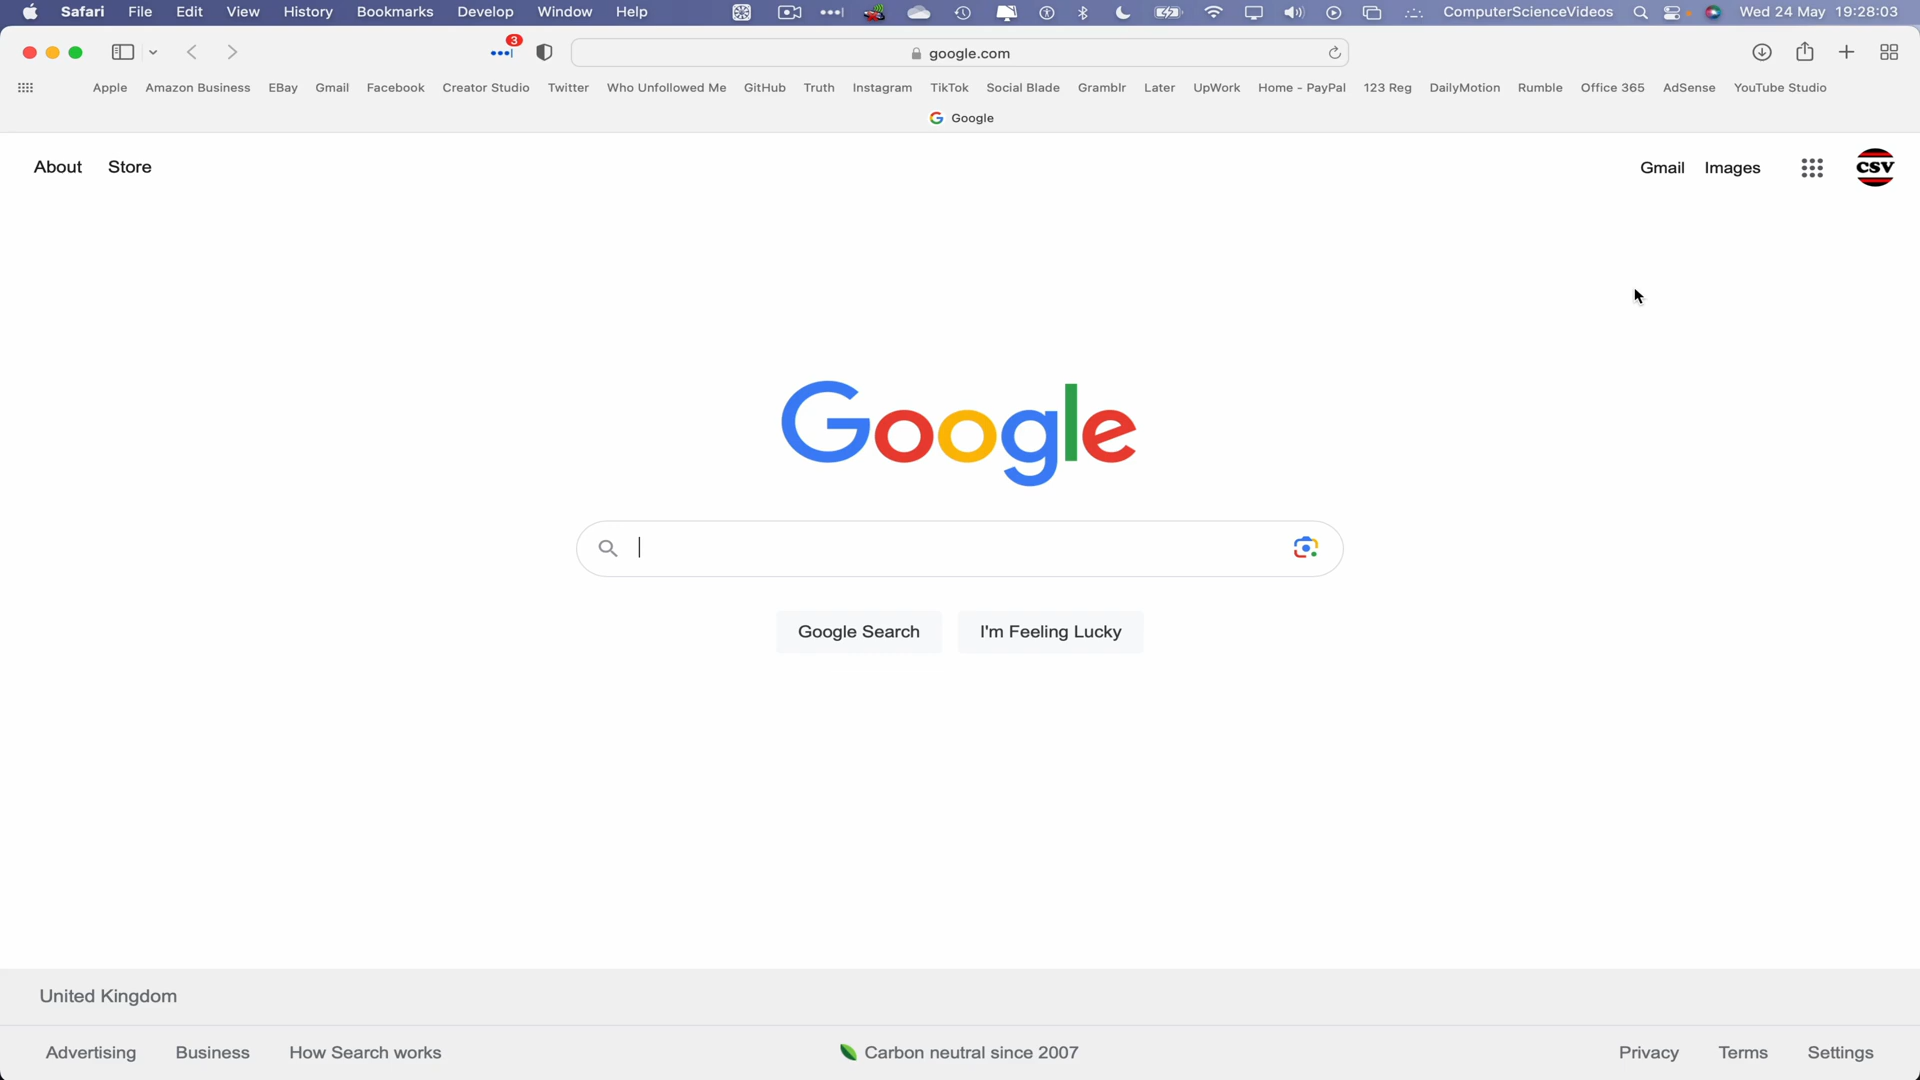 Safari File Edit View History Bookmarks Develop Window Help ComputerScienceVideos Wed 24 May 19:28:03
3 google.com
Apple Amazon Business EBay Gmail Facebook Creator Studio Twitter Who Unfollowed Me GitHub Truth Instagram TikTok Social Blade Gramblr Later UpWork Home - PayPal 123 Reg DailyMotion Rumble Office 365 AdSense YouTube Studio
Google
About Store Gmail Images CSV
Google
Google Search I'm Feeling Lucky
United Kingdom
Advertising Business How Search works Carbon neutral since 2007 Privacy Terms Settings